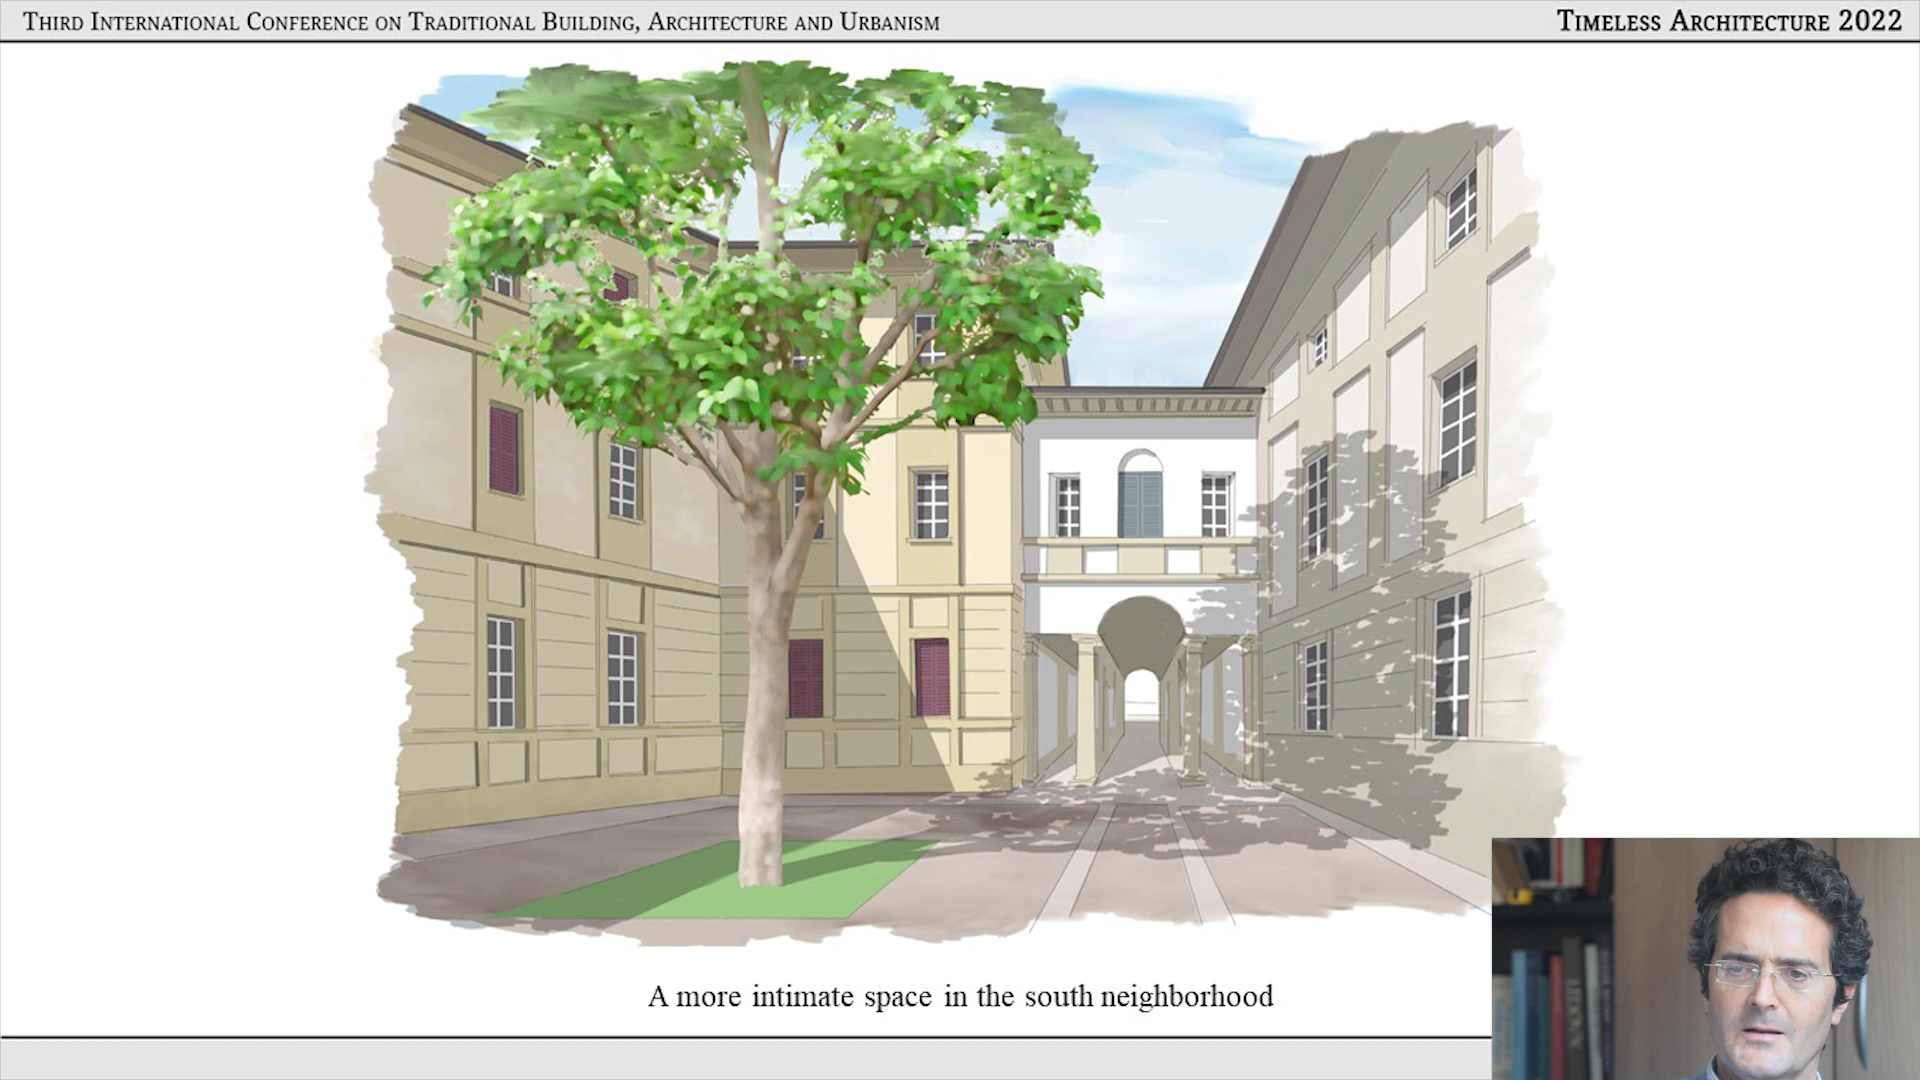 Third International Conference on Traditional Building, Architecture and Urbanism
Timeless Architecture 2022
A more intimate space in the south neighborhood